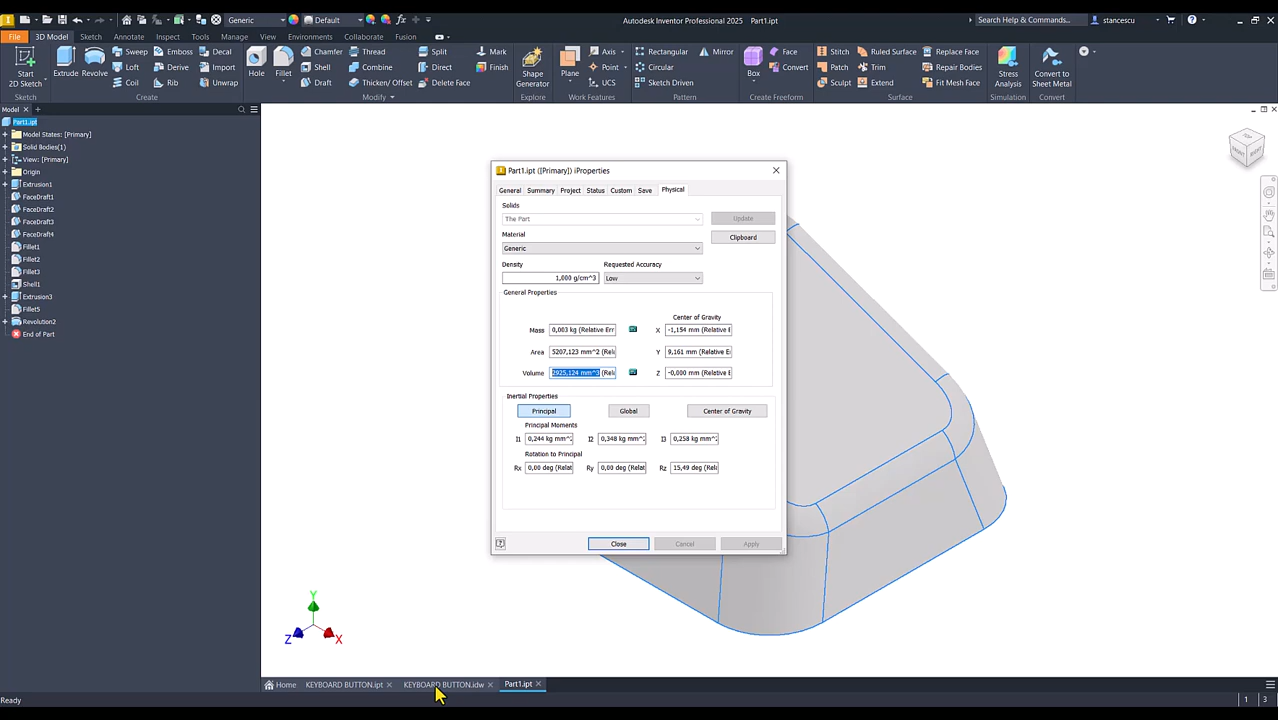 Generic
Default
Autodesk Inventor Professional 2025   Part1.ipt
Search Help & Commands...
stancescu
File
3D Model
Sketch
Annotate
Inspect
Tools
Manage
View
Environments
Collaborate
Fusion
Start
2D Sketch
Extrude
Revolve
Sweep
Emboss
Decal
Loft
Derive
Import
Coil
Rib
Unwrap
Hole
Fillet
Chamfer
Thread
Split
Shell
Combine
Direct
Draft
Thicken/ Offset
Delete Face
Mark
Finish
Shape
Generator
Plane
Axis
Point
UCS
Rectangular
Mirror
Circular
Sketch Driven
Box
Face
Convert
Stitch
Ruled Surface
Replace Face
Patch
Trim
Repair Bodies
Sculpt
Extend
Fit Mesh Face
Stress
Analysis
Convert to
Sheet Metal
Sketch
Create
Modify
Explore
Work Features
Pattern
Create Freeform
Surface
Simulation
Convert
Model
Part1.ipt
Model States: [Primary]
Solid Bodies(1)
View: [Primary]
Origin
Extrusion1
FaceDraft1
FaceDraft2
FaceDraft3
FaceDraft4
Fillet1
Fillet2
Fillet3
Shell1
Extrusion3
Fillet5
Revolution2
End of Part
Part1.ipt ([Primary]) iProperties
General
Summary
Project
Status
Custom
Save
Physical
Solids
The Part
Update
Material
Generic
Clipboard
Density
Requested Accuracy
1,000 g/cm^3
Low
General Properties
Center of Gravity
Mass
0,003 kg (Relative Err
X
-1,154 mm (Relative E
Area
5207,123 mm^2 (Rela
Y
9,161 mm (Relative Er
Volume
2925,124 mm^3 (Rela
Z
-0,000 mm (Relative E
Inertial Properties
Principal
Global
Center of Gravity
Principal Moments
I1
0,244 kg mm^2
I2
0,348 kg mm^2
I3
0,258 kg mm^2
Rotation to Principal
Rx
0,00 deg (Relat
Ry
0,00 deg (Relat
Rz
15,49 deg (Rela
Close
Cancel
Apply
TOP
FRONT
RIGHT
Y
Z
X
Home
KEYBOARD BUTTON.ipt
KEYBOARD BUTTON.idw
Part1.ipt
Ready
1
3